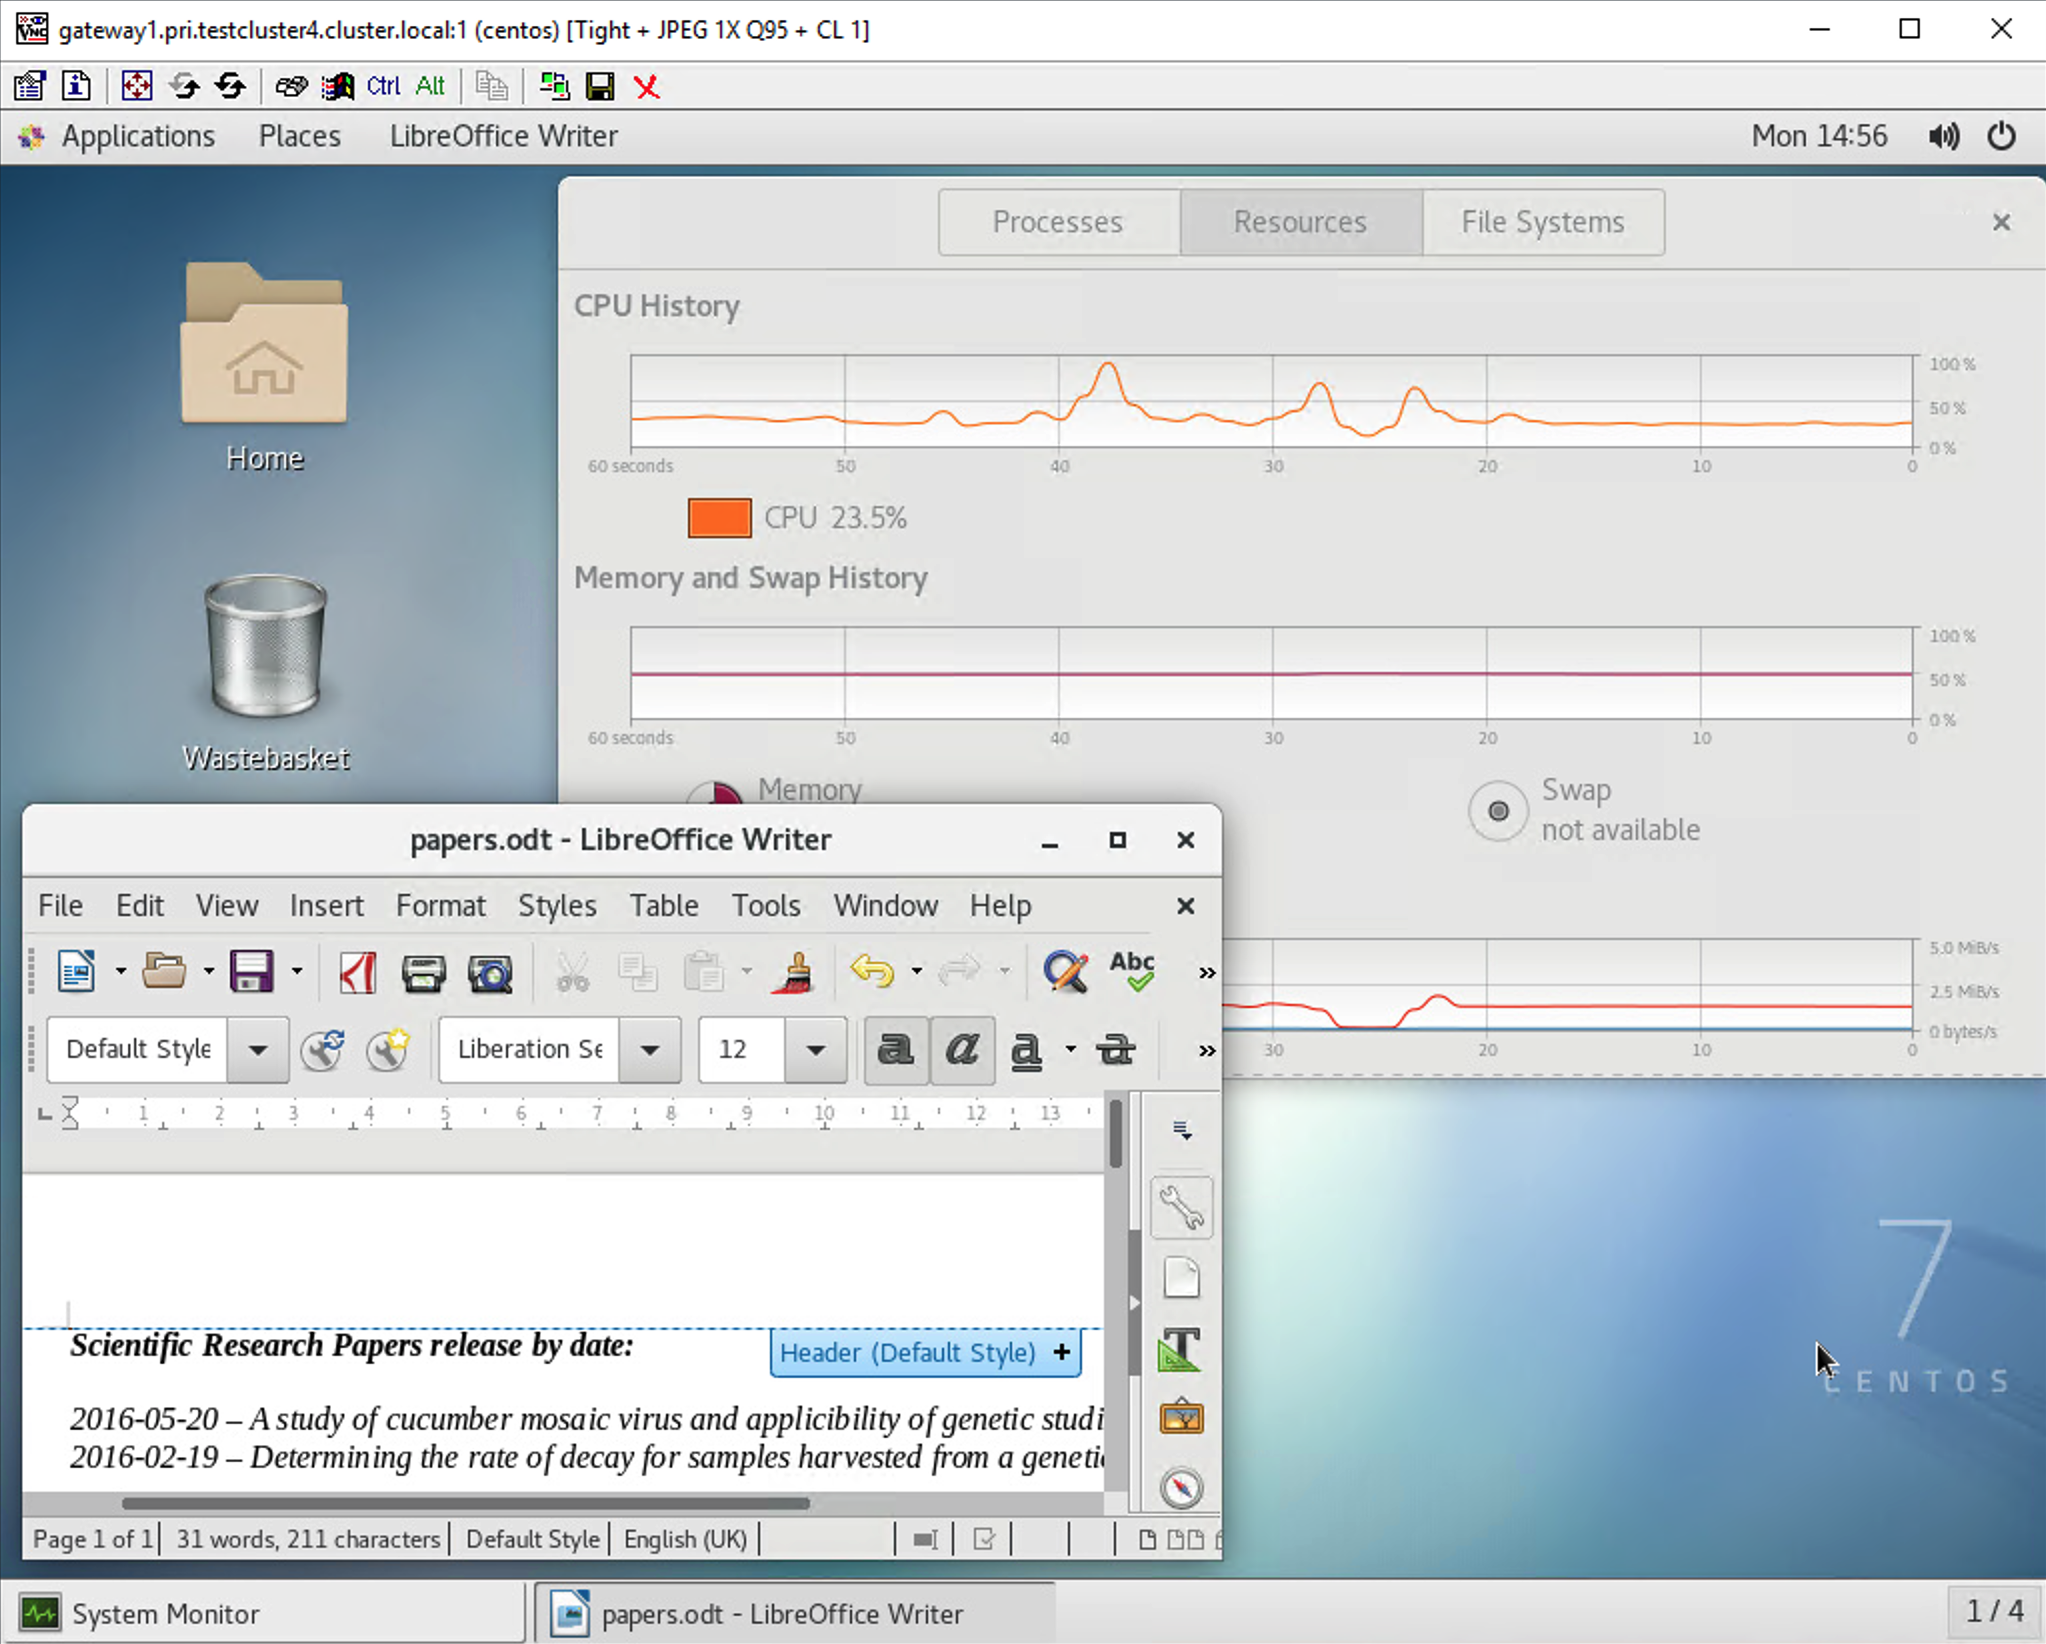 gateway1.pri.testcluster4.cluster.local:1 (centos) [Tight + JPEG 1X Q95 + CL 1]
Ctrl Alt
Applications Places LibreOffice Writer Mon 14:56
Processes Resources File Systems
CPU History
100 %
50 %
0 %
60 seconds 50 40 30 20 10 0
CPU 23.5%
Memory and Swap History
100 %
50 %
0 %
60 seconds 50 40 30 20 10 0
Memory
Swap
not available
5.0 MiB/s
2.5 MiB/s
0 bytes/s
30 20 10 0
Home
Wastebasket
papers.odt - LibreOffice Writer
File Edit View Insert Format Styles Table Tools Window Help
Abc
Default Style Liberation Se 12 a a a a
1 2 3 4 5 6 7 8 9 10 11 12 13
Scientific Research Papers release by date:
Header (Default Style) +
2016-05-20 – A study of cucumber mosaic virus and applicibility of genetic studi
2016-02-19 – Determining the rate of decay for samples harvested from a genetic
Page 1 of 1 31 words, 211 characters Default Style English (UK)
7
CENTOS
System Monitor papers.odt - LibreOffice Writer 1 / 4